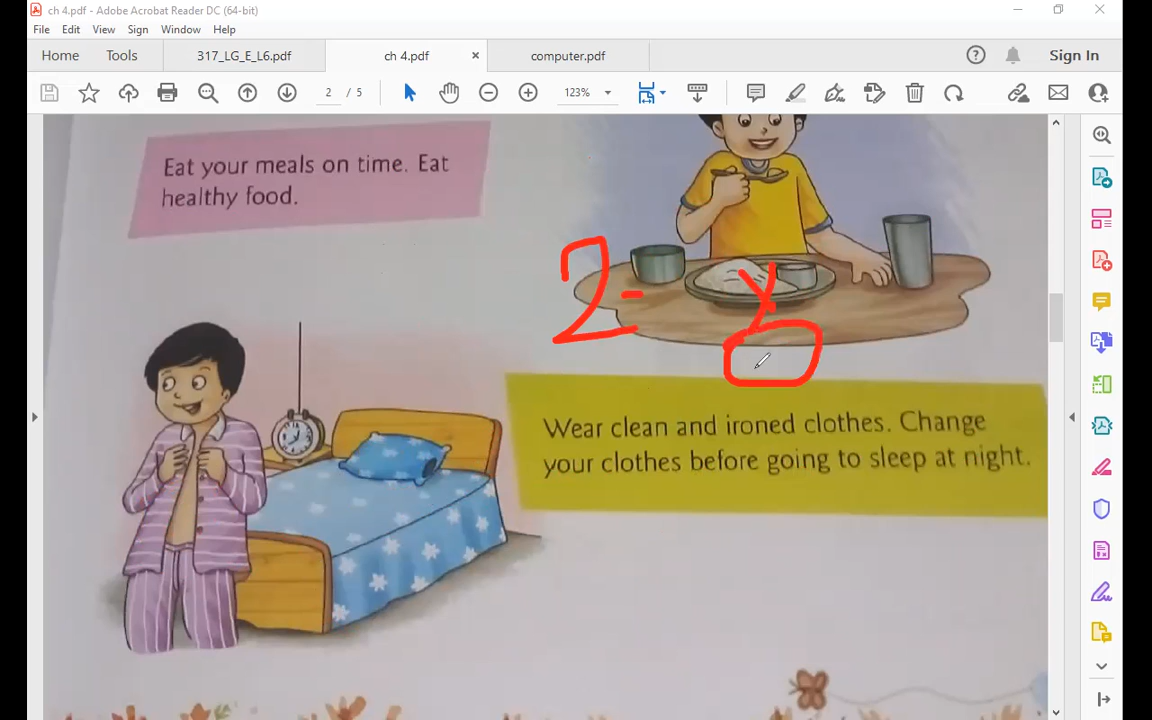 ch 4.pdf - Adobe Acrobat Reader DC (64-bit)
File Edit View Sign Window Help
Home Tools 317_LG_E_L6.pdf ch 4.pdf × computer.pdf Sign In
2 / 5 123%
Eat your meals on time. Eat
healthy food.
2 =
Wear clean and ironed clothes. Change
your clothes before going to sleep at night.